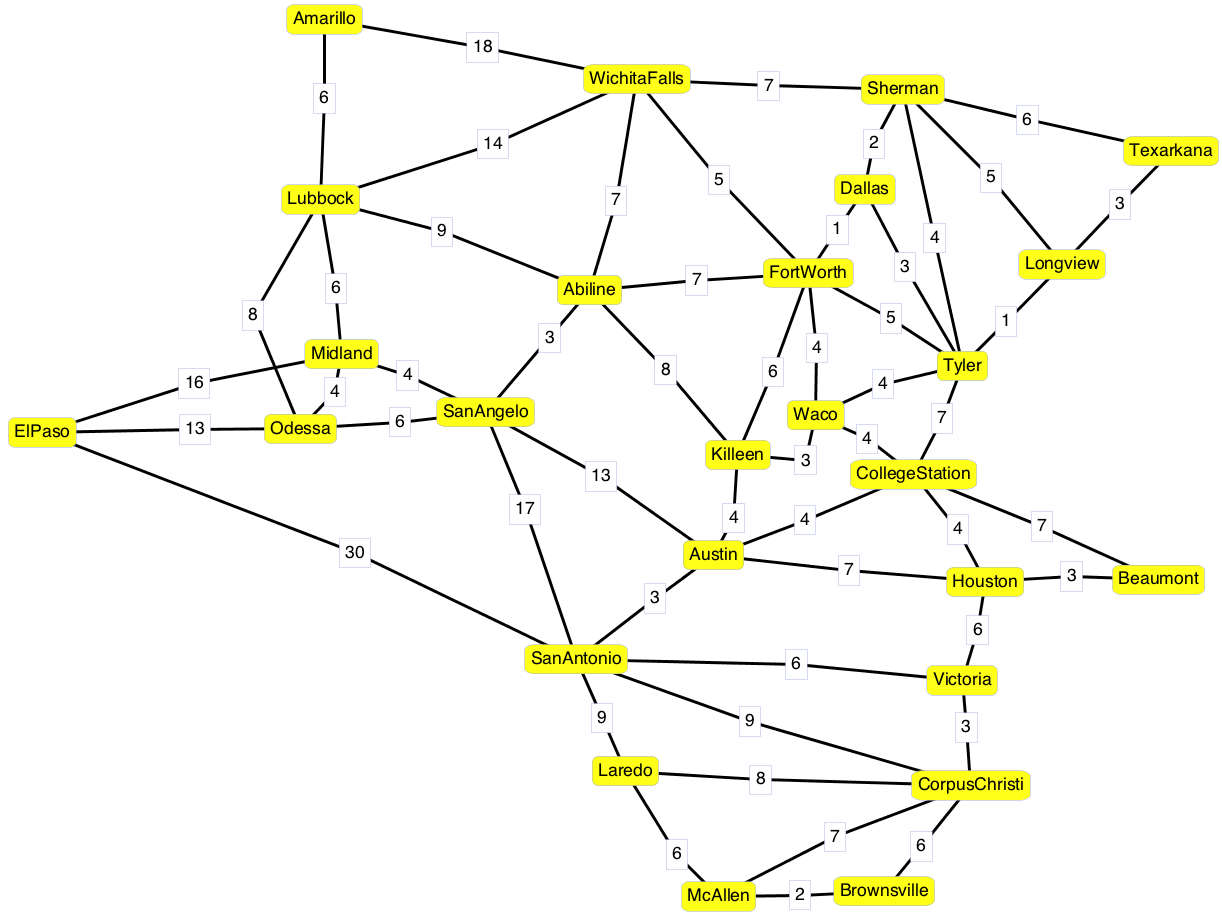 Amarillo
18
WichitaFalls
7
Sherman
6
6
2
14
Texarkana
5
5
Dallas
7
Lubbock
3
1
9
4
Longview
3
FortWorth
7
Abiline
6
8
5
1
3
4
Midland
4
16
6
8
Tyler
4
4
SanAngelo
Waco
7
6
ElPaso
13
Odessa
4
Killeen
3
CollegeStation
13
17
4
4
7
4
30
Austin
7
3
Houston
Beaumont
3
6
SanAntonio
6
Victoria
9
9
3
Laredo
8
CorpusChristi
7
6
6
McAllen
2
Brownsville